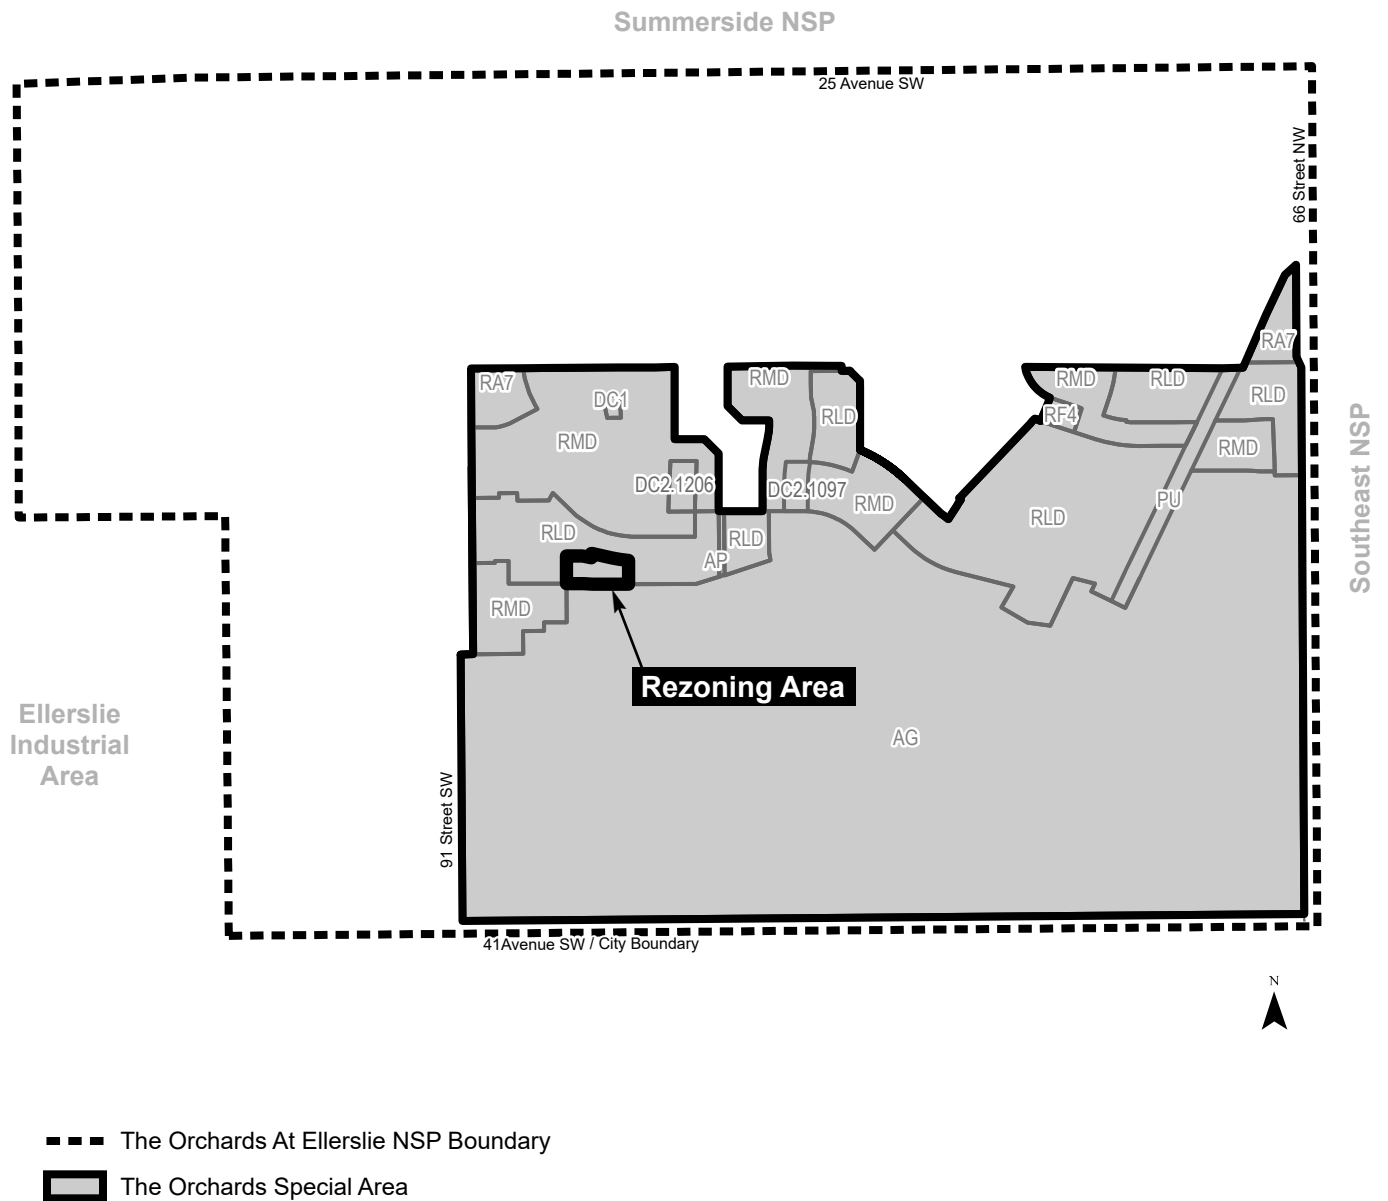 Summerside NSP
25 Avenue SW
66 Street NW
RA7
RA7
DC1
RMD
RMD
RLD
RMD
RLD
RLD
RF4
RMD
DC2.1206
DC2.1097
RMD
PU
RLD
RLD
RLD
AP
RMD
Southeast NSP
Rezoning Area
Ellerslie
Industrial
Area
AG
91 Street SW
41Avenue SW / City Boundary
N
The Orchards At Ellerslie NSP Boundary
The Orchards Special Area